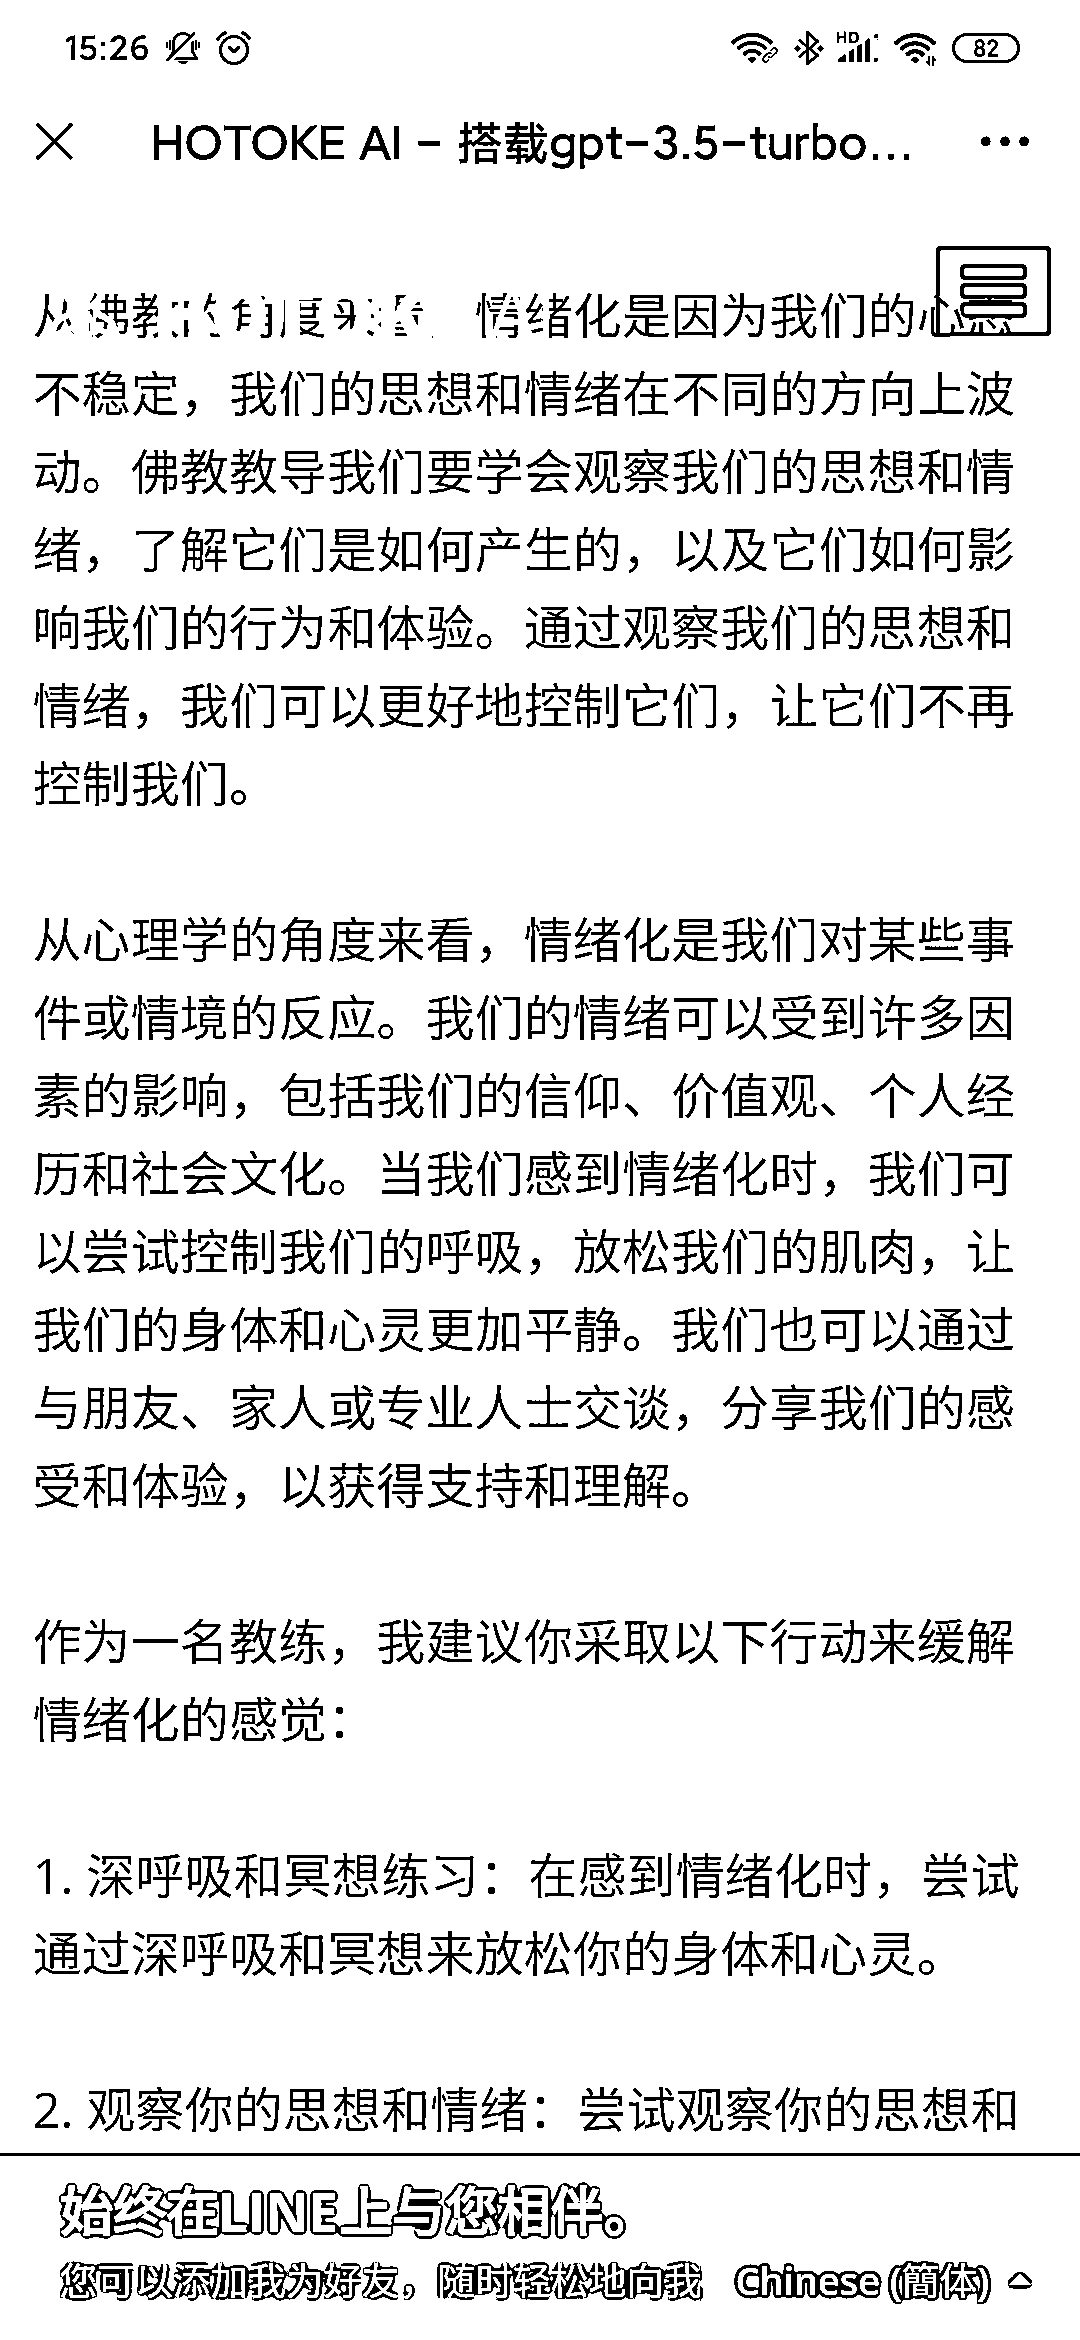 15:26
HD
82
HOTOKE AI - 搭载gpt-3.5-turbo...
从佛教的角度来看，情绪化是因为我们的心态
不稳定，我们的思想和情绪在不同的方向上波
动。佛教教导我们要学会观察我们的思想和情
绪，了解它们是如何产生的，以及它们如何影
响我们的行为和体验。通过观察我们的思想和
情绪，我们可以更好地控制它们，让它们不再
控制我们。
从心理学的角度来看，情绪化是我们对某些事
件或情境的反应。我们的情绪可以受到许多因
素的影响，包括我们的信仰、价值观、个人经
历和社会文化。当我们感到情绪化时，我们可
以尝试控制我们的呼吸，放松我们的肌肉，让
我们的身体和心灵更加平静。我们也可以通过
与朋友、家人或专业人士交谈，分享我们的感
受和体验，以获得支持和理解。
作为一名教练，我建议你采取以下行动来缓解
情绪化的感觉：
1. 深呼吸和冥想练习：在感到情绪化时，尝试
通过深呼吸和冥想来放松你的身体和心灵。
2. 观察你的思想和情绪：尝试观察你的思想和
始终在LINE上与您相伴。
您可以添加我为好友，随时轻松地向我 Chinese (簡体)